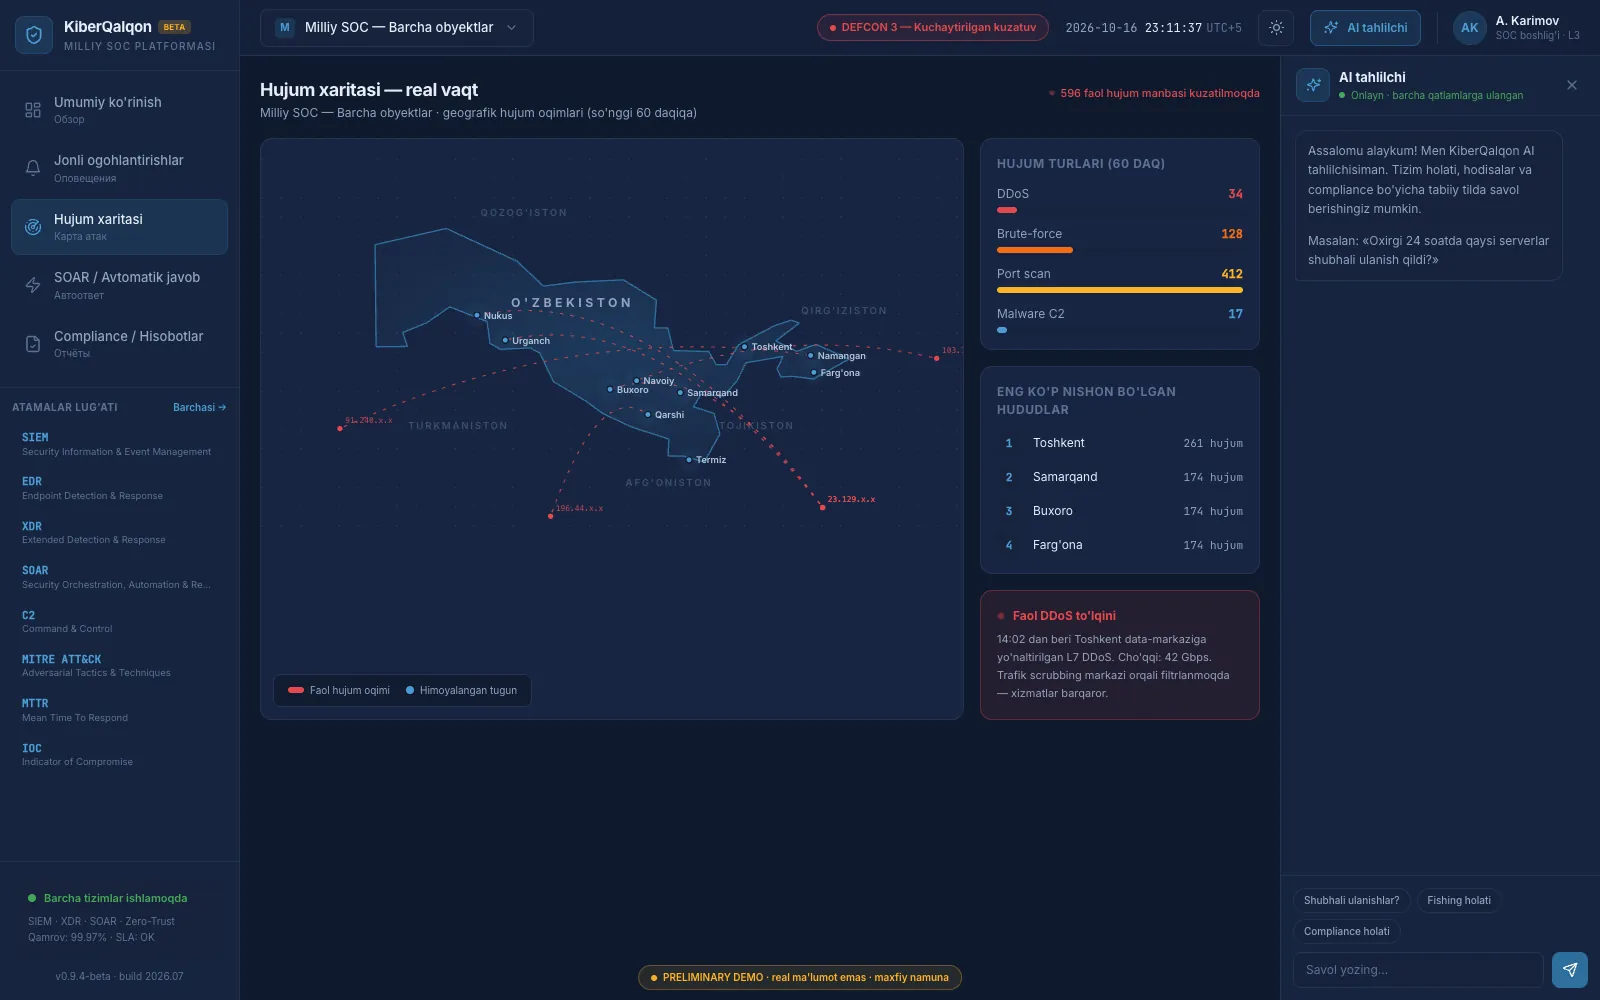 KiberQalqon BETA
MILLIY SOC PLATFORMASI
Umumiy ko'rinish
Обзор
Jonli ogohlantirishlar
Оповещения
Hujum xaritasi
Карта атак
SOAR / Avtomatik javob
Автоответ
Compliance / Hisobotlar
Отчёты
ATAMALAR LUG'ATI Barchasi →
SIEM
Security Information & Event Management
EDR
Endpoint Detection & Response
XDR
Extended Detection & Response
SOAR
Security Orchestration, Automation & Re...
C2
Command & Control
MITRE ATT&CK
Adversarial Tactics & Techniques
MTTR
Mean Time To Respond
IOC
Indicator of Compromise
Barcha tizimlar ishlamoqda
SIEM · XDR · SOAR · Zero-Trust
Qamrov: 99.97% · SLA: OK
v0.9.4-beta · build 2026.07
M Milliy SOC — Barcha obyektlar
DEFCON 3 — Kuchaytirilgan kuzatuv
2026-10-16 23:11:37 UTC+5
AI tahlilchi
AK
A. Karimov
SOC boshlig'i · L3
Hujum xaritasi — real vaqt
Milliy SOC — Barcha obyektlar · geografik hujum oqimlari (so'nggi 60 daqiqa)
596 faol hujum manbasi kuzatilmoqda
QOZOG'ISTON
O'ZBEKISTON
QIRG'IZISTON
Nukus
Urganch
Toshkent
Namangan
Farg'ona
103.
Navoiy
Buxoro
Samarqand
Qarshi
91.240.x.x
TURKMANISTON
TOJIKISTON
Termiz
AFG'ONISTON
23.129.x.x
196.44.x.x
Faol hujum oqimi
Himoyalangan tugun
HUJUM TURLARI (60 DAQ)
DDoS 34
Brute-force 128
Port scan 412
Malware C2 17
ENG KO'P NISHON BO'LGAN
HUDUDLAR
1 Toshkent 261 hujum
2 Samarqand 174 hujum
3 Buxoro 174 hujum
4 Farg'ona 174 hujum
Faol DDoS to'lqini
14:02 dan beri Toshkent data-markaziga
yo'naltirilgan L7 DDoS. Cho'qqi: 42 Gbps.
Trafik scrubbing markazi orqali filtrlanmoqda
— xizmatlar barqaror.
PRELIMINARY DEMO · real ma'lumot emas · maxfiy namuna
AI tahlilchi
Onlayn · barcha qatlamlarga ulangan
Assalomu alaykum! Men KiberQalqon AI
tahlilchisiman. Tizim holati, hodisalar va
compliance bo'yicha tabiiy tilda savol
berishingiz mumkin.
Masalan: «Oxirgi 24 soatda qaysi serverlar
shubhali ulanish qildi?»
Shubhali ulanishlar?
Fishing holati
Compliance holati
Savol yozing...